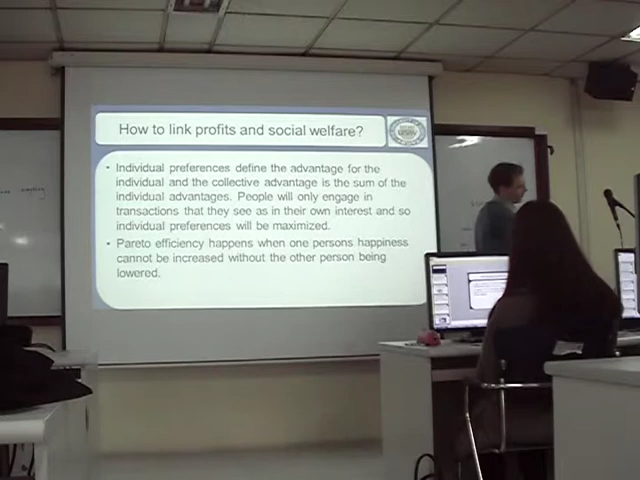 How to link profits and social welfare?
• Individual preferences define the advantage for the
individual and the collective advantage is the sum of the
individual advantages. People will only engage in
transactions that they see as in their own interest and so
individual preferences will be maximized.
• Pareto efficiency happens when one persons happiness
cannot be increased without the other person being
lowered.